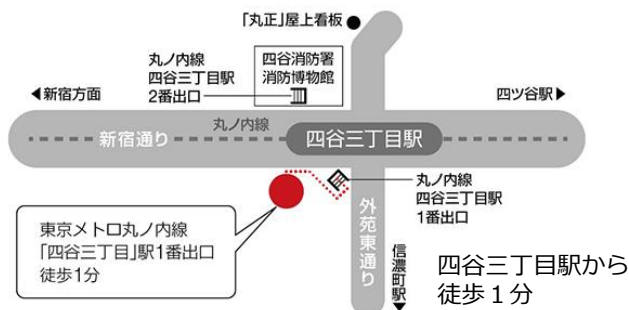 「丸正」屋上看板
丸ノ内線
四谷三丁目駅
2番出口
四谷消防署
消防博物館
◀新宿方面
四ツ谷駅▶
新宿通り
丸ノ内線
四谷三丁目駅
丸ノ内線
四谷三丁目駅
1番出口
東京メトロ丸ノ内線
「四谷三丁目」駅1番出口
徒歩1分
外苑東通り
信濃町駅▼
四谷三丁目駅から
徒歩１分